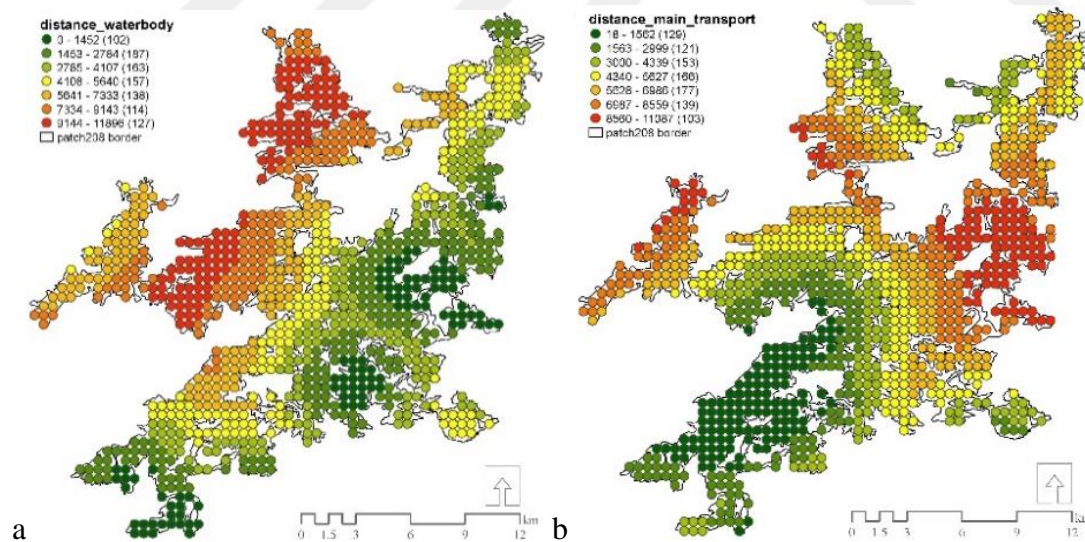 distance_waterbody
3 - 1452 (102)
1453 - 2784 (187)
2785 - 4107 (163)
4108 - 5640 (157)
5641 - 7333 (138)
7334 - 9143 (114)
9144 - 11896 (127)
patch208 border
km
0 1.5 3 6 9 12
a
distance_main_transport
18 - 1562 (129)
1563 - 2999 (121)
3000 - 4339 (153)
4340 - 5627 (166)
5628 - 6986 (177)
6987 - 8559 (139)
8560 - 11087 (103)
patch208 border
km
0 1.5 3 6 9 12
b